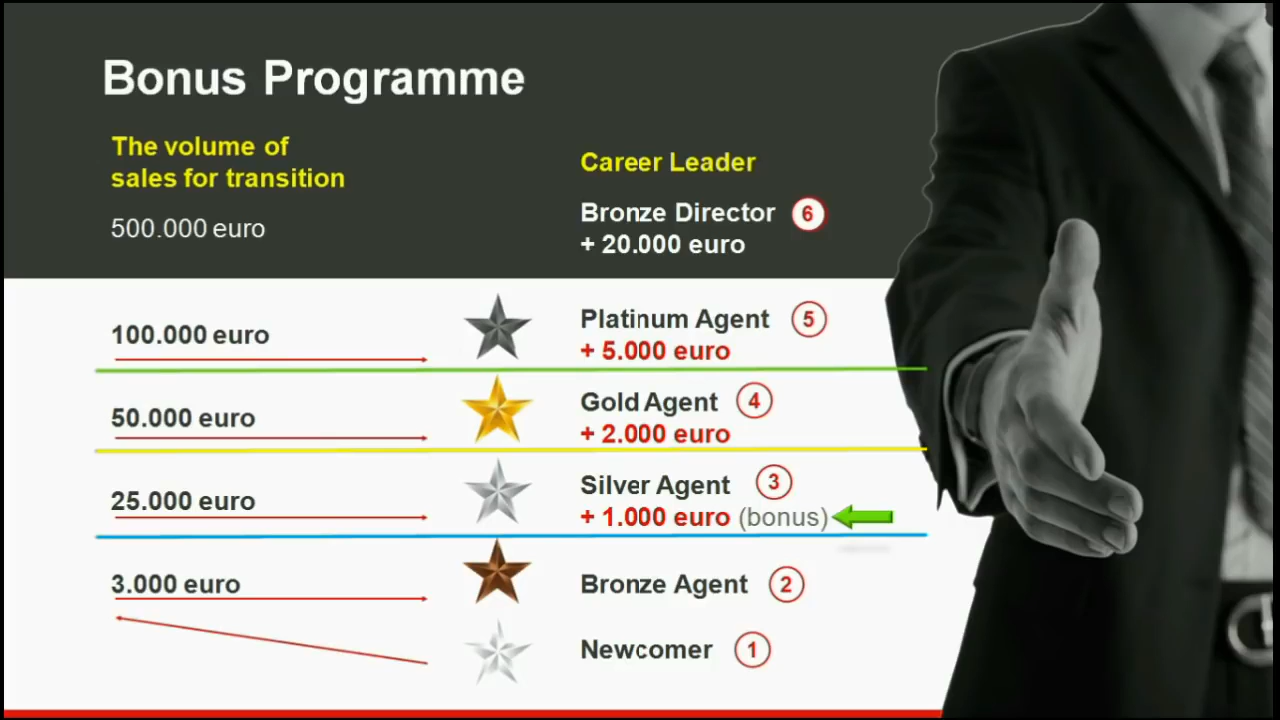 Bonus Programme
The volume of
sales for transition
500.000 euro
Career Leader
Bronze Director 6
+ 20.000 euro
100.000 euro
Platinum Agent 5
+ 5.000 euro
50.000 euro
Gold Agent 4
+ 2.000 euro
25.000 euro
Silver Agent 3
+ 1.000 euro (bonus)
3.000 euro
Bronze Agent 2
Newcomer 1